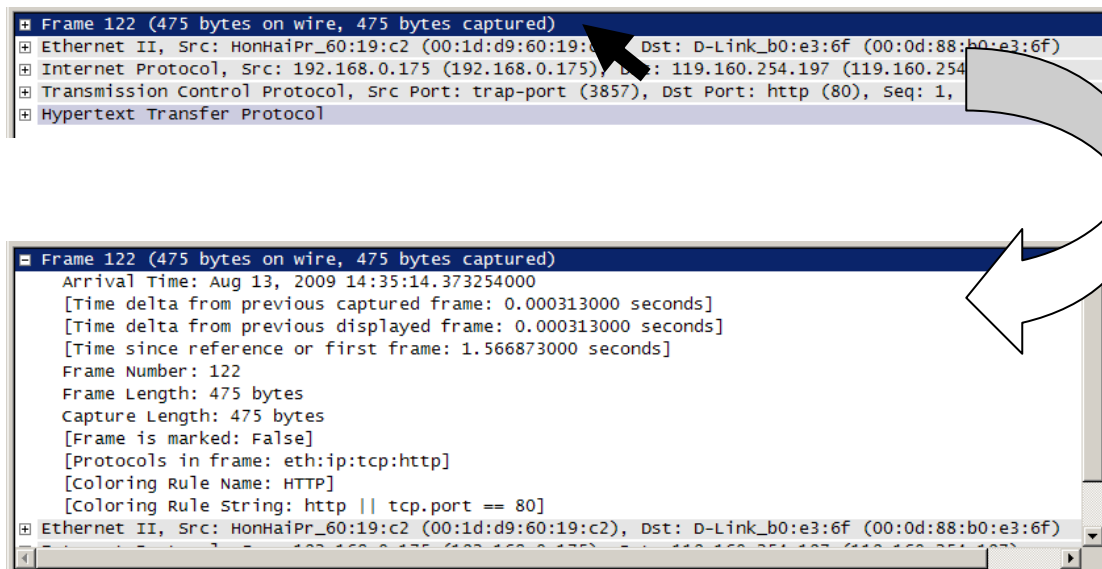 Frame 122 (475 bytes on wire, 475 bytes captured)
Ethernet II, Src: HonHaiPr_60:19:c2 (00:1d:d9:60:19: Dst: D-Link_b0:e3:6f (00:0d:88:b0:e3:6f)
Internet Protocol, Src: 192.168.0.175 (192.168.0.175), 119.160.254.197 (119.160.254
Transmission Control Protocol, Src Port: trap-port (3857), Dst Port: http (80), Seq: 1,
Hypertext Transfer Protocol
Frame 122 (475 bytes on wire, 475 bytes captured)
Arrival Time: Aug 13, 2009 14:35:14.373254000
[Time delta from previous captured frame: 0.000313000 seconds]
[Time delta from previous displayed frame: 0.000313000 seconds]
[Time since reference or first frame: 1.566873000 seconds]
Frame Number: 122
Frame Length: 475 bytes
Capture Length: 475 bytes
[Frame is marked: False]
[Protocols in frame: eth:ip:tcp:http]
[Coloring Rule Name: HTTP]
[Coloring Rule String: http || tcp.port == 80]
Ethernet II, Src: HonHaiPr_60:19:c2 (00:1d:d9:60:19:c2), Dst: D-Link_b0:e3:6f (00:0d:88:b0:e3:6f)